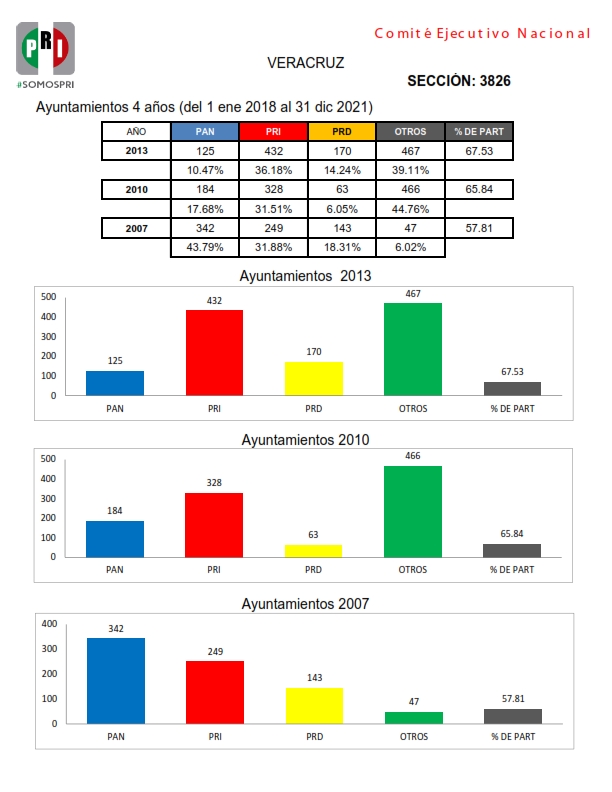 Comité Ejecutivo Nacional
PRI
#SOMOSPRI
VERACRUZ
SECCIÓN: 3826
Ayuntamientos 4 años (del 1 ene 2018 al 31 dic 2021)
AÑO PAN PRI PRD OTROS % DE PART
2013 125 432 170 467 67.53
10.47% 36.18% 14.24% 39.11%
2010 184 328 63 466 65.84
17.68% 31.51% 6.05% 44.76%
2007 342 249 143 47 57.81
43.79% 31.88% 18.31% 6.02%
Ayuntamientos 2013
500
400
300
200
100
0
125 432 170 467 67.53
PAN PRI PRD OTROS % DE PART
Ayuntamientos 2010
500
400
300
200
100
0
184 328 63 466 65.84
PAN PRI PRD OTROS % DE PART
Ayuntamientos 2007
400
300
200
100
0
342 249 143 47 57.81
PAN PRI PRD OTROS % DE PART